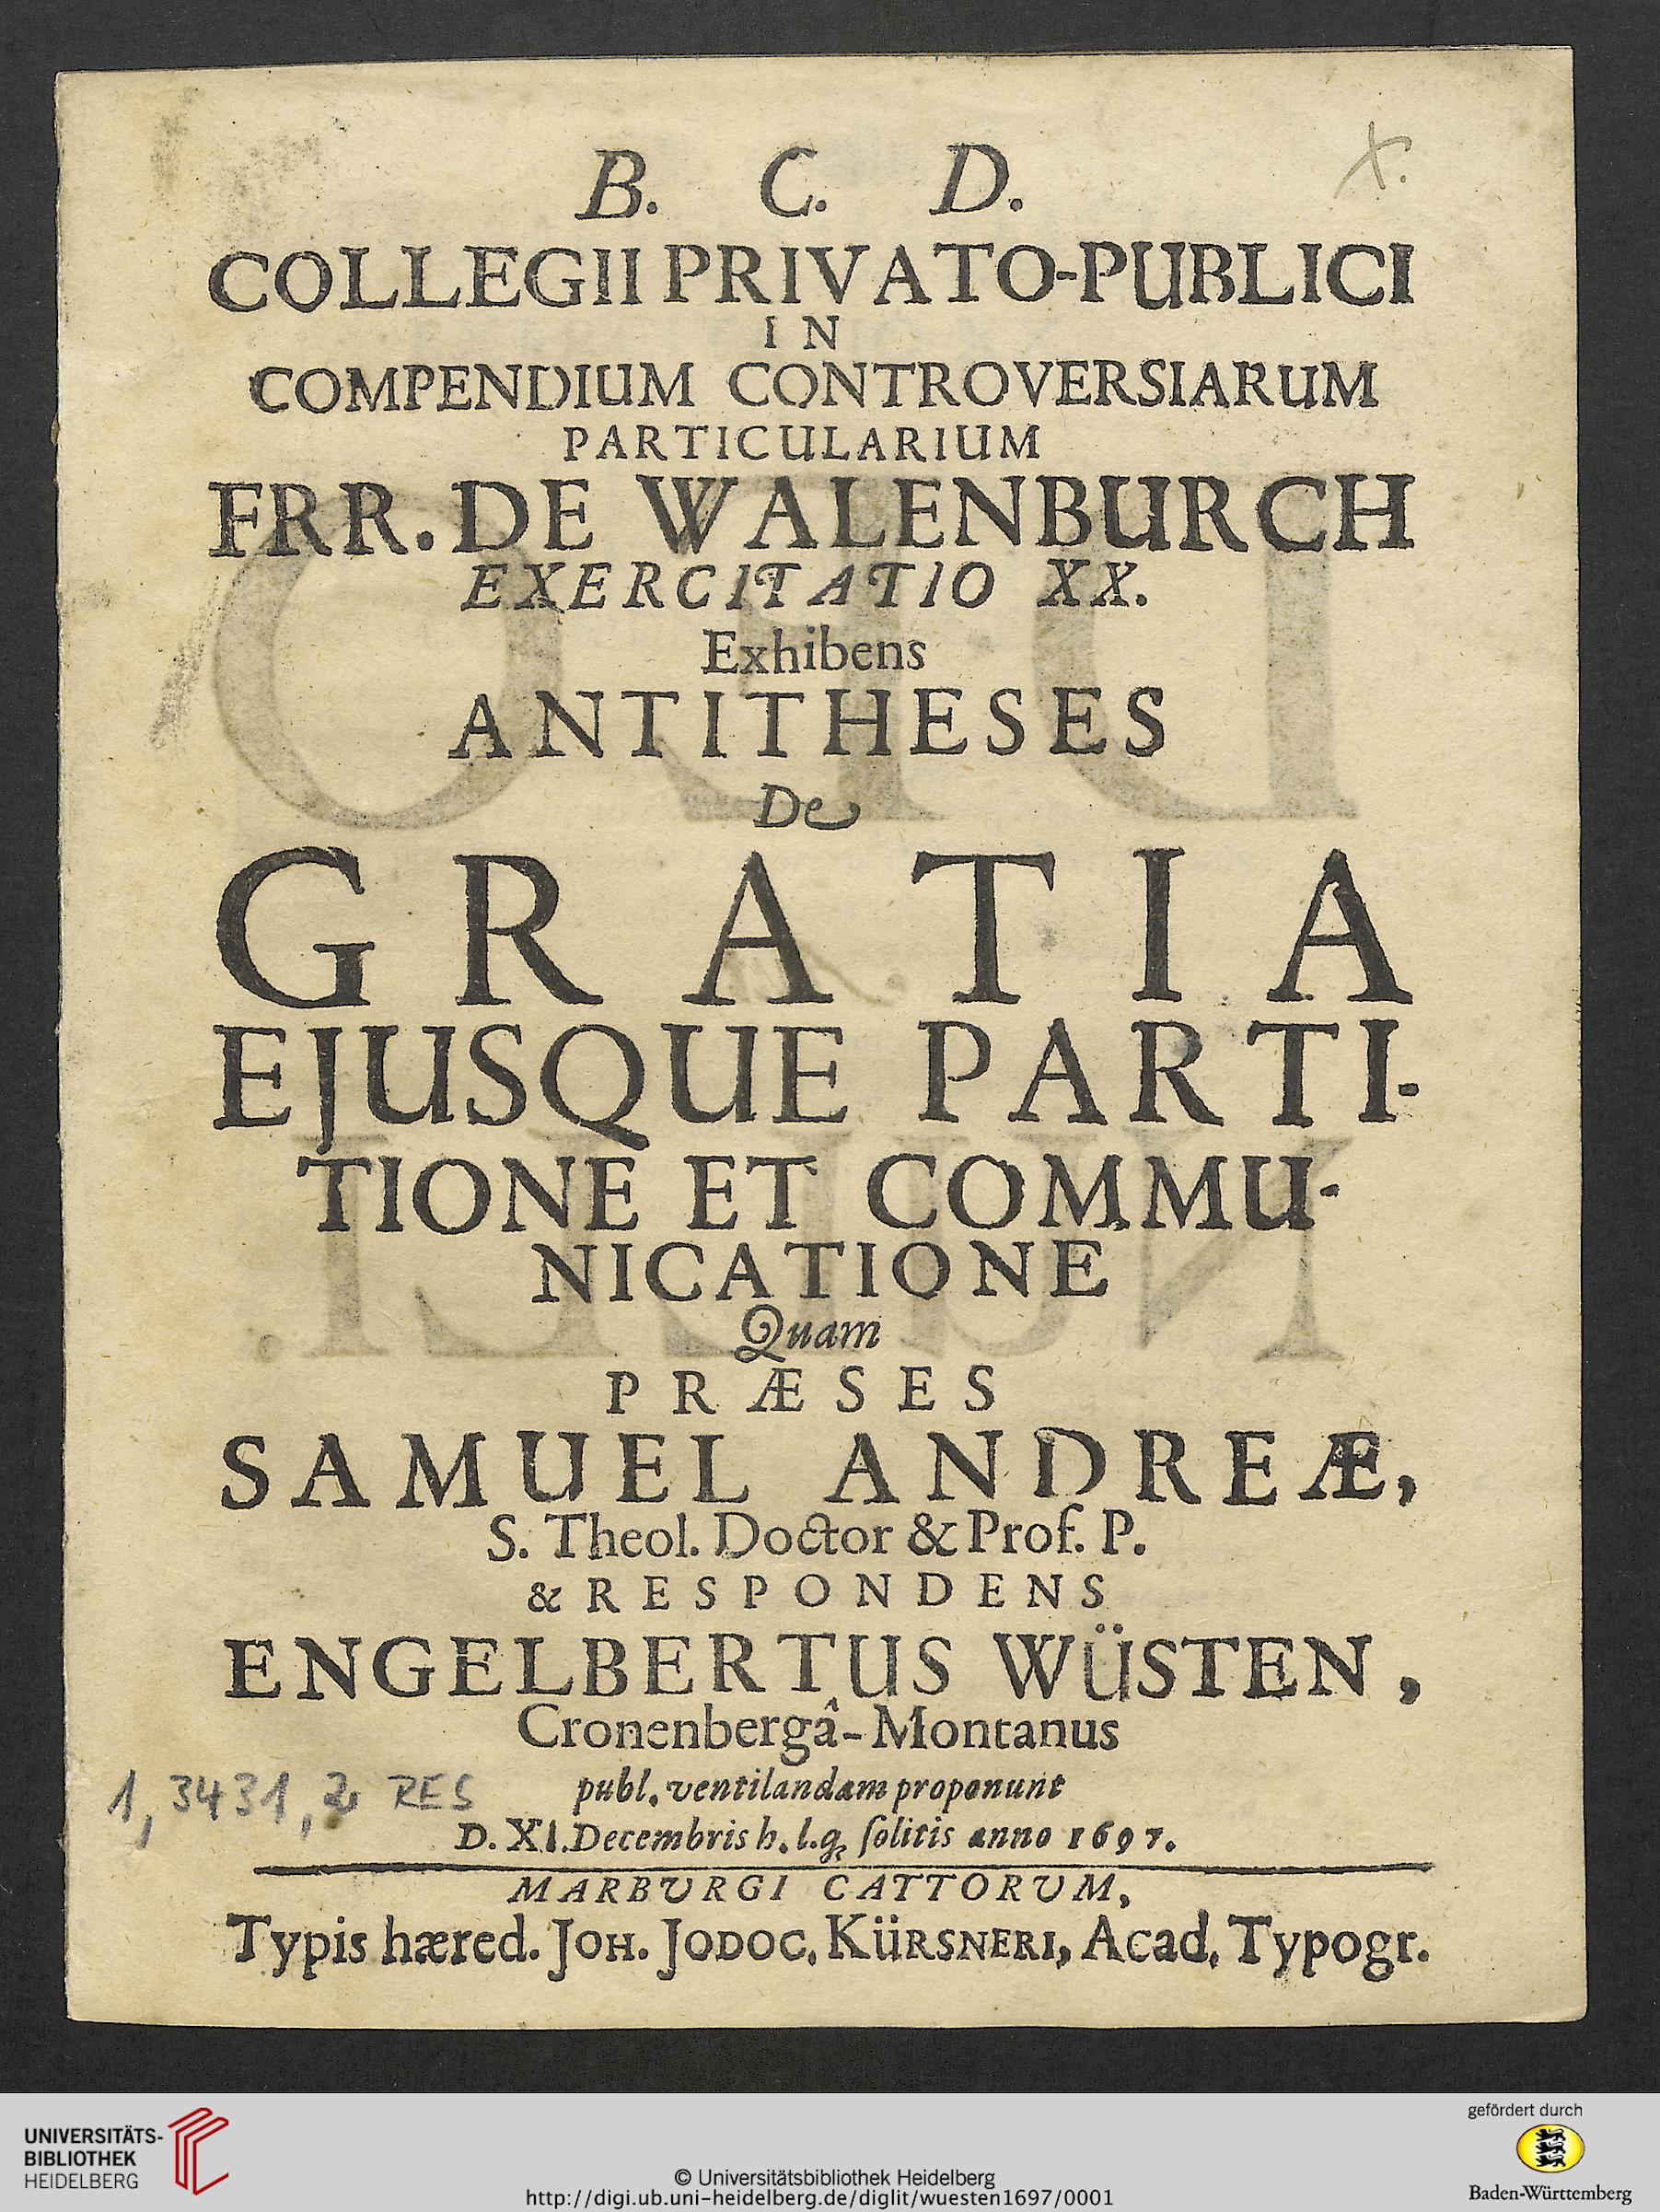 X.
B. C. D.
COLLEGII PRIVATO-PUBLICI
IN
COMPENDIUM CONTROVERSIARUM
PARTICULARIUM
FRR. DE WALENBURCH
EXERCITATIO XX.
Exhibens
ANTITHESES
De
GRATIA
EJUSQUE PARTI-
TIONE ET COMMU-
NICATIONE
Quam
PRÆSES
SAMUEL ANDREÆ,
S. Theol. Doctor & Prof. P.
& RESPONDENS
ENGELBERTUS WÜSTEN,
Cronenbergâ-Montanus
publ. ventilandam proponunt
1, 3431, 2 RES
D. XI. Decembris h. l. q; ſolitis anno 1697.
MARBURGI CATTORUM,
Typis hæred. JOH. JODOC. KÜRSNERI, Acad. Typogr.
UNIVERSITÄTS-
BIBLIOTHEK
HEIDELBERG
© Universitätsbibliothek Heidelberg
http://digi.ub.uni-heidelberg.de/diglit/wuesten1697/0001
gefördert durch
Baden-Württemberg